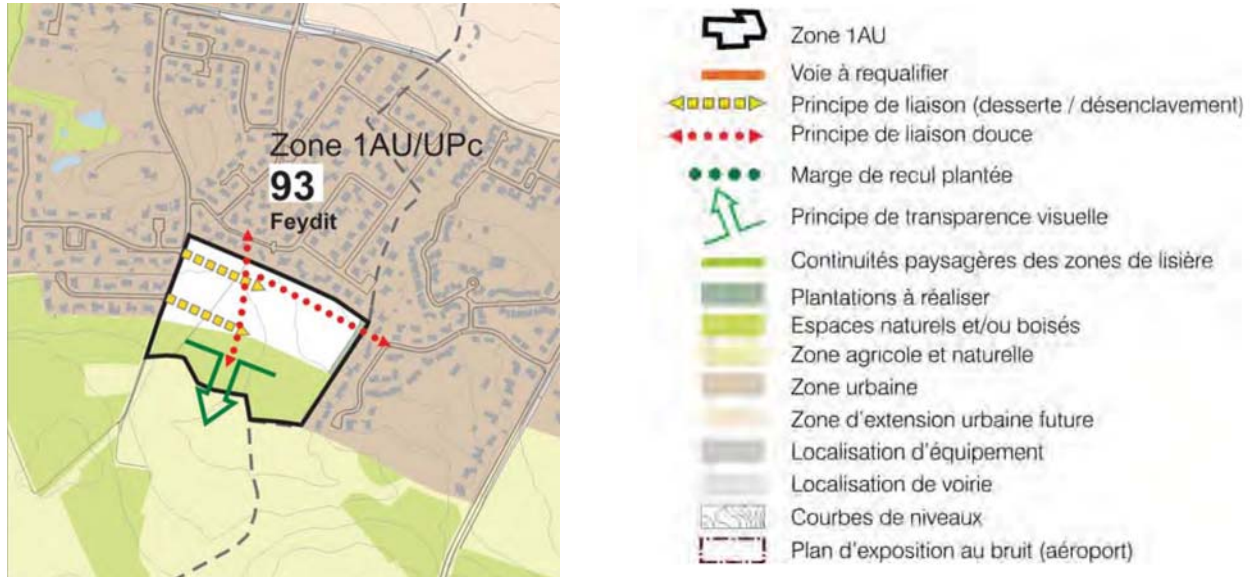 Zone 1AU/UPc
93
Feydit
Zone 1AU
Voie à requalifier
Principe de liaison (desserte / désenclavement)
Principe de liaison douce
Marge de recul plantée
Principe de transparence visuelle
Continuités paysagères des zones de lisière
Plantations à réaliser
Espaces naturels et/ou boisés
Zone agricole et naturelle
Zone urbaine
Zone d'extension urbaine future
Localisation d'équipement
Localisation de voirie
Courbes de niveaux
Plan d'exposition au bruit (aéroport)